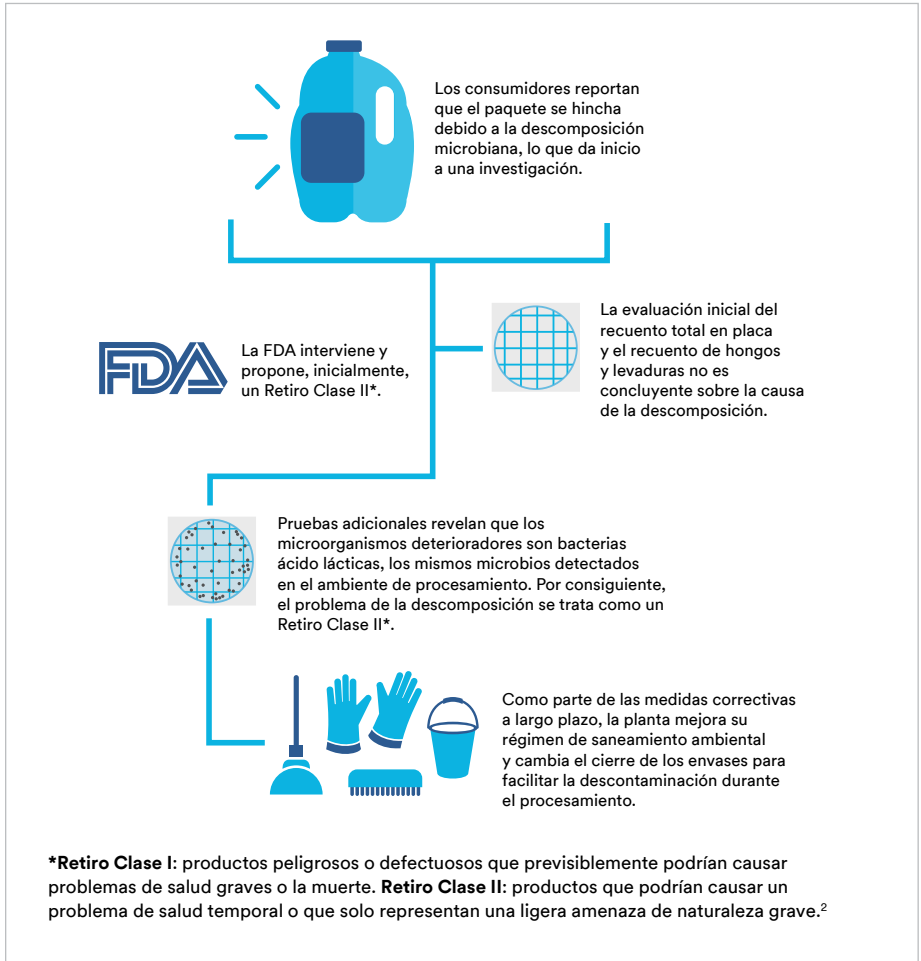 Los consumidores reportan
que el paquete se hincha
debido a la descomposición
microbiana, lo que da inicio
a una investigación.
FDA
La FDA interviene y
propone, inicialmente,
un Retiro Clase II*.
La evaluación inicial del
recuento total en placa
y el recuento de hongos
y levaduras no es
concluyente sobre la causa
de la descomposición.
Pruebas adicionales revelan que los
microorganismos deterioradores son bacterias
ácido lácticas, los mismos microbios detectados
en el ambiente de procesamiento. Por consiguiente,
el problema de la descomposición se trata como un
Retiro Clase II*.
Como parte de las medidas correctivas
a largo plazo, la planta mejora su
régimen de saneamiento ambiental
y cambia el cierre de los envases para
facilitar la descontaminación durante
el procesamiento.
*Retiro Clase I: productos peligrosos o defectuosos que previsiblemente podrían causar
problemas de salud graves o la muerte. Retiro Clase II: productos que podrían causar un
problema de salud temporal o que solo representan una ligera amenaza de naturaleza grave.²